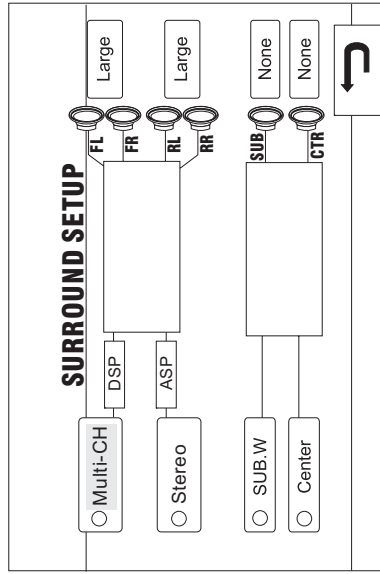 SURROUND SETUP
Multi-CH
DSP
FL
Large
FR
Stereo
ASP
RL
Large
RR
SUB.W
SUB
None
Center
CTR
None